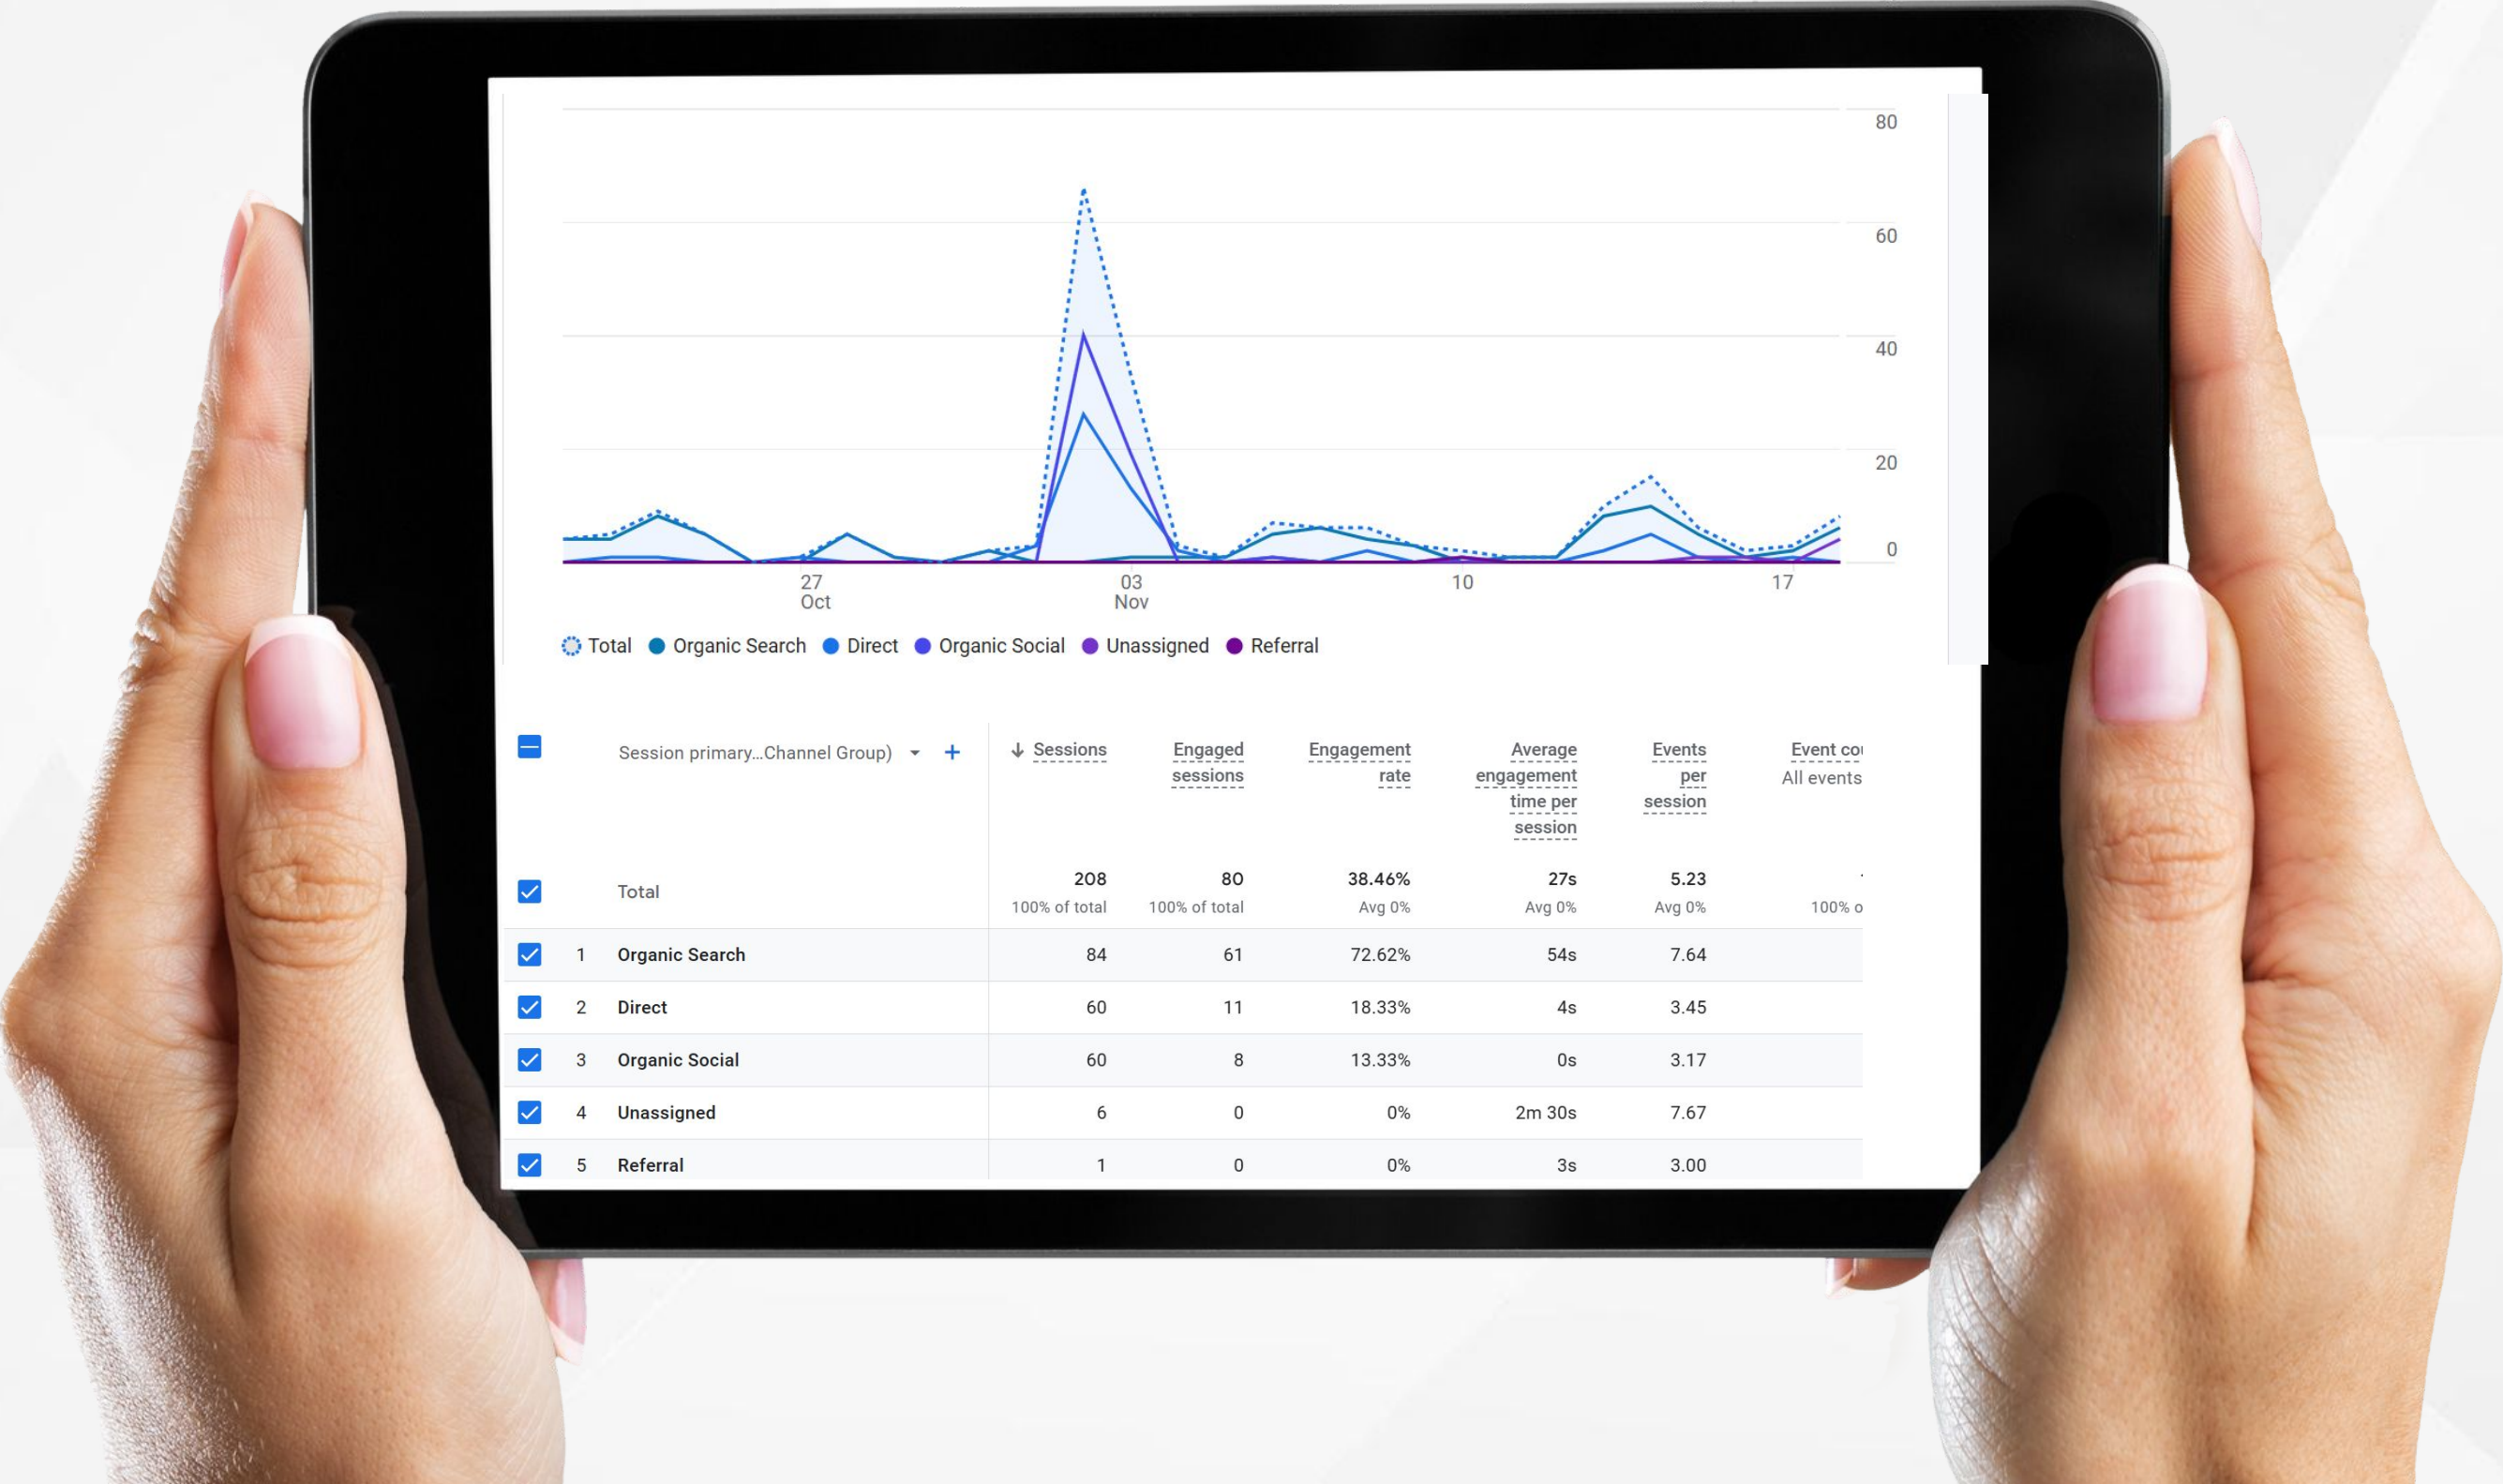 80
60
40
20
0
27 03 10 17
Oct Nov
Total Organic Search Direct Organic Social Unassigned Referral
Session primary...Channel Group) + Sessions Engaged sessions Engagement rate Average engagement time per session Events per session Event
All events
Total 208 80 38.46% 27s 5.23
100% of total 100% of total Avg 0% Avg 0% Avg 0% 100%
1 Organic Search 84 61 72.62% 54s 7.64
2 Direct 60 11 18.33% 4s 3.45
3 Organic Social 60 8 13.33% 0s 3.17
4 Unassigned 6 0 0% 2m 30s 7.67
5 Referral 1 0 0% 3s 3.00